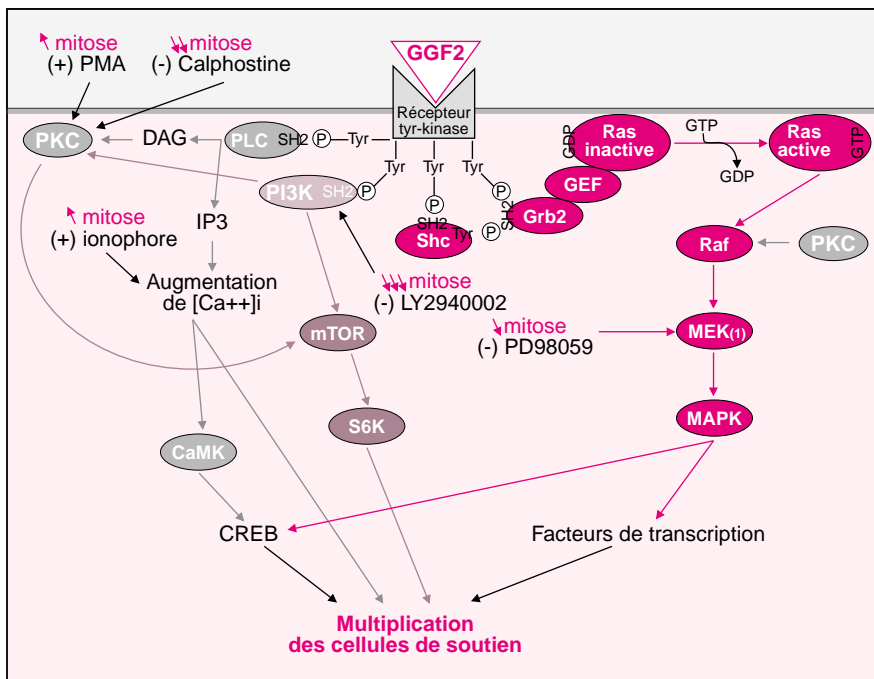 mitose
(+) PMA
mitose
(-) Calphostine
GGF2
Récepteur
tyr-kinase
PKC
DAG
PLC
SH2
P
Tyr
Tyr
Tyr
Tyr
PI3K
SH2
P
P
P
SH2
Shc
Tyr
P
SH2
Grb2
GEF
GDP
Ras
inactive
GTP
GDP
Ras
active
GTP
mitose
(+) ionophore
IP3
Augmentation
de [Ca++]i
mitose
(-) LY2940002
Raf
PKC
mTOR
mitose
(-) PD98059
MEK(1)
S6K
MAPK
CaMK
CREB
Facteurs de transcription
Multiplication
des cellules de soutien